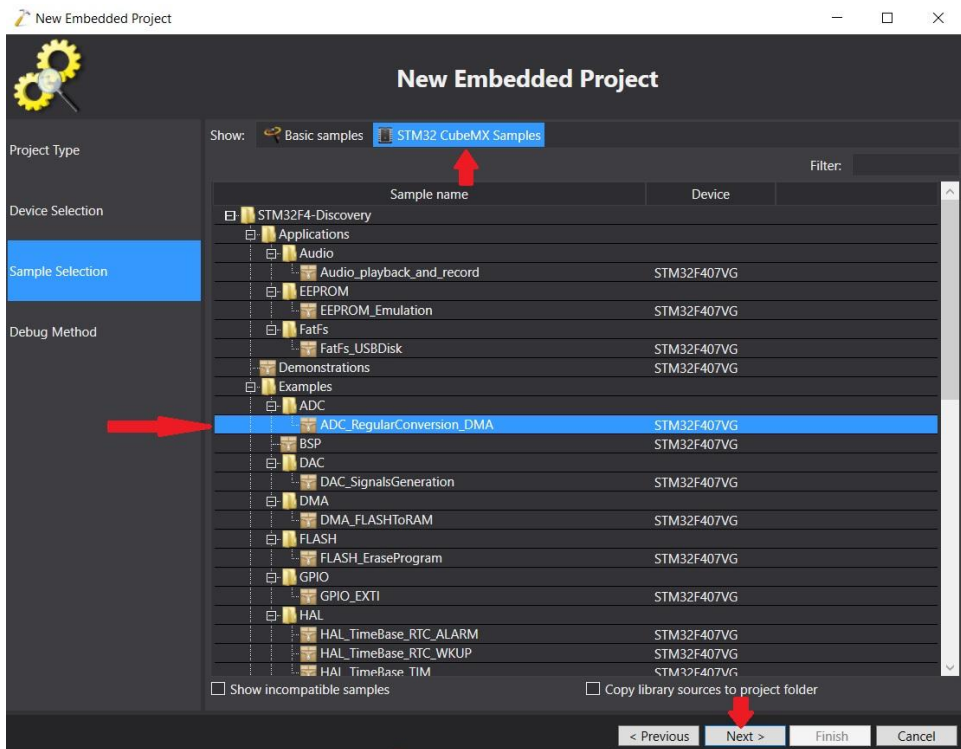 New Embedded Project
New Embedded Project
Project Type
Device Selection
Sample Selection
Debug Method
Show: Basic samples STM32 CubeMX Samples
Filter:
Sample name Device
STM32F4-Discovery
Applications
Audio
Audio_playback_and_record STM32F407VG
EEPROM
EEPROM_Emulation STM32F407VG
FatFs
FatFs_USBDisk STM32F407VG
Demonstrations STM32F407VG
Examples
ADC
ADC_RegularConversion_DMA STM32F407VG
BSP STM32F407VG
DAC
DAC_SignalsGeneration STM32F407VG
DMA
DMA_FLASHToRAM STM32F407VG
FLASH
FLASH_EraseProgram STM32F407VG
GPIO
GPIO_EXTI STM32F407VG
HAL
HAL_TimeBase_RTC_ALARM STM32F407VG
HAL_TimeBase_RTC_WKUP STM32F407VG
HAL_TimeBase_TIM STM32F407VG
Show incompatible samples Copy library sources to project folder
< Previous Next > Finish Cancel